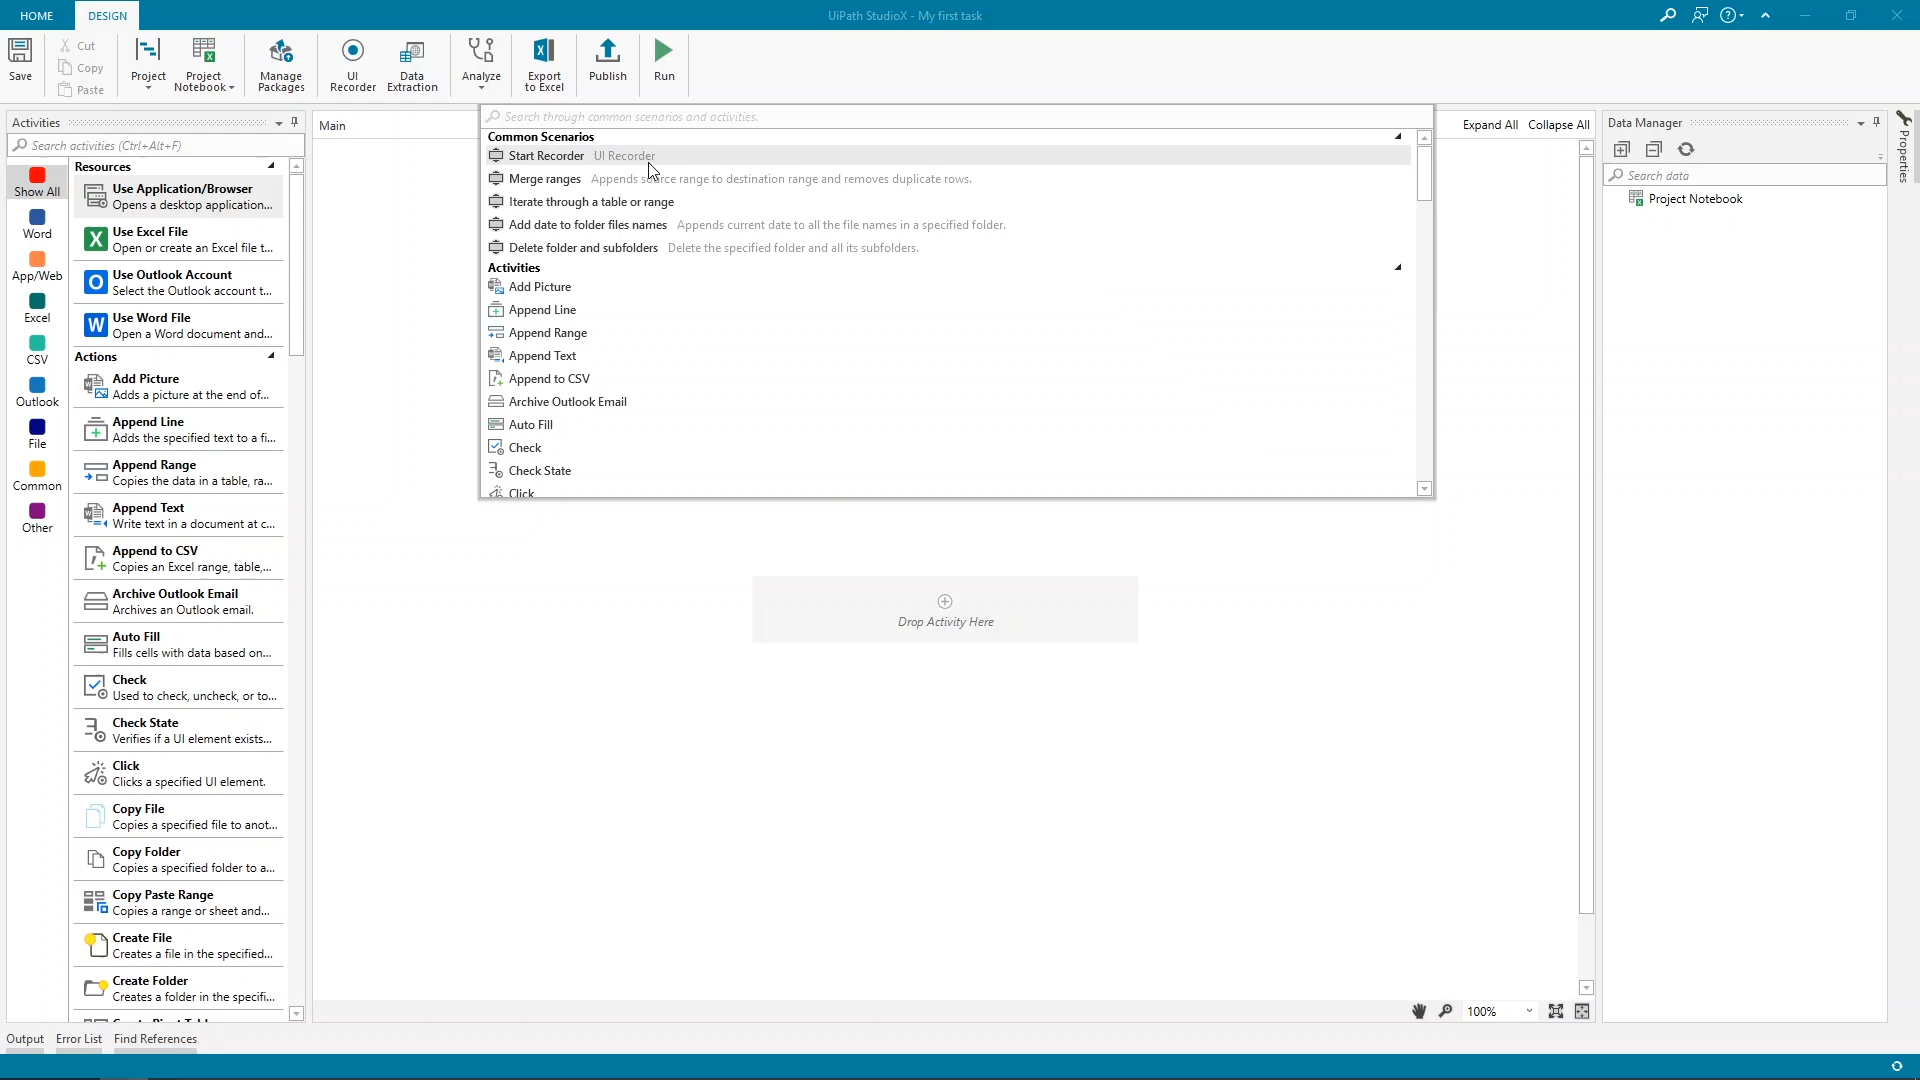 HOME
DESIGN
UiPath StudioX - My first task
Save
Cut
Copy
Paste
Project
Project Notebook
Manage Packages
UI Recorder
Data Extraction
Analyze
Export to Excel
Publish
Run
Activities
Search activities (Ctrl+Alt+F)
Show All
Word
App/Web
Excel
CSV
Outlook
File
Common
Other
Resources
Use Application/Browser
Opens a desktop application...
Use Excel File
Open or create an Excel file t...
Use Outlook Account
Select the Outlook account t...
Use Word File
Open a Word document and...
Actions
Add Picture
Adds a picture at the end of...
Append Line
Adds the specified text to a fi...
Append Range
Copies the data in a table, ra...
Append Text
Write text in a document at c...
Append to CSV
Copies an Excel range, table,...
Archive Outlook Email
Archives an Outlook email.
Auto Fill
Fills cells with data based on...
Check
Used to check, uncheck, or to...
Check State
Verifies if a UI element exists...
Click
Clicks a specified UI element.
Copy File
Copies a specified file to anot...
Copy Folder
Copies a specified folder to a...
Copy Paste Range
Copies a range or sheet and...
Create File
Creates a file in the specified...
Create Folder
Creates a folder in the specifi...
Main
Search through common scenarios and activities.
Common Scenarios
Start Recorder UI Recorder
Merge ranges Appends source range to destination range and removes duplicate rows.
Iterate through a table or range
Add date to folder files names Appends current date to all the file names in a specified folder.
Delete folder and subfolders Delete the specified folder and all its subfolders.
Activities
Add Picture
Append Line
Append Range
Append Text
Append to CSV
Archive Outlook Email
Auto Fill
Check
Check State
Click
Drop Activity Here
Expand All Collapse All
100%
Data Manager
Search data
Project Notebook
Properties
Output
Error List
Find References